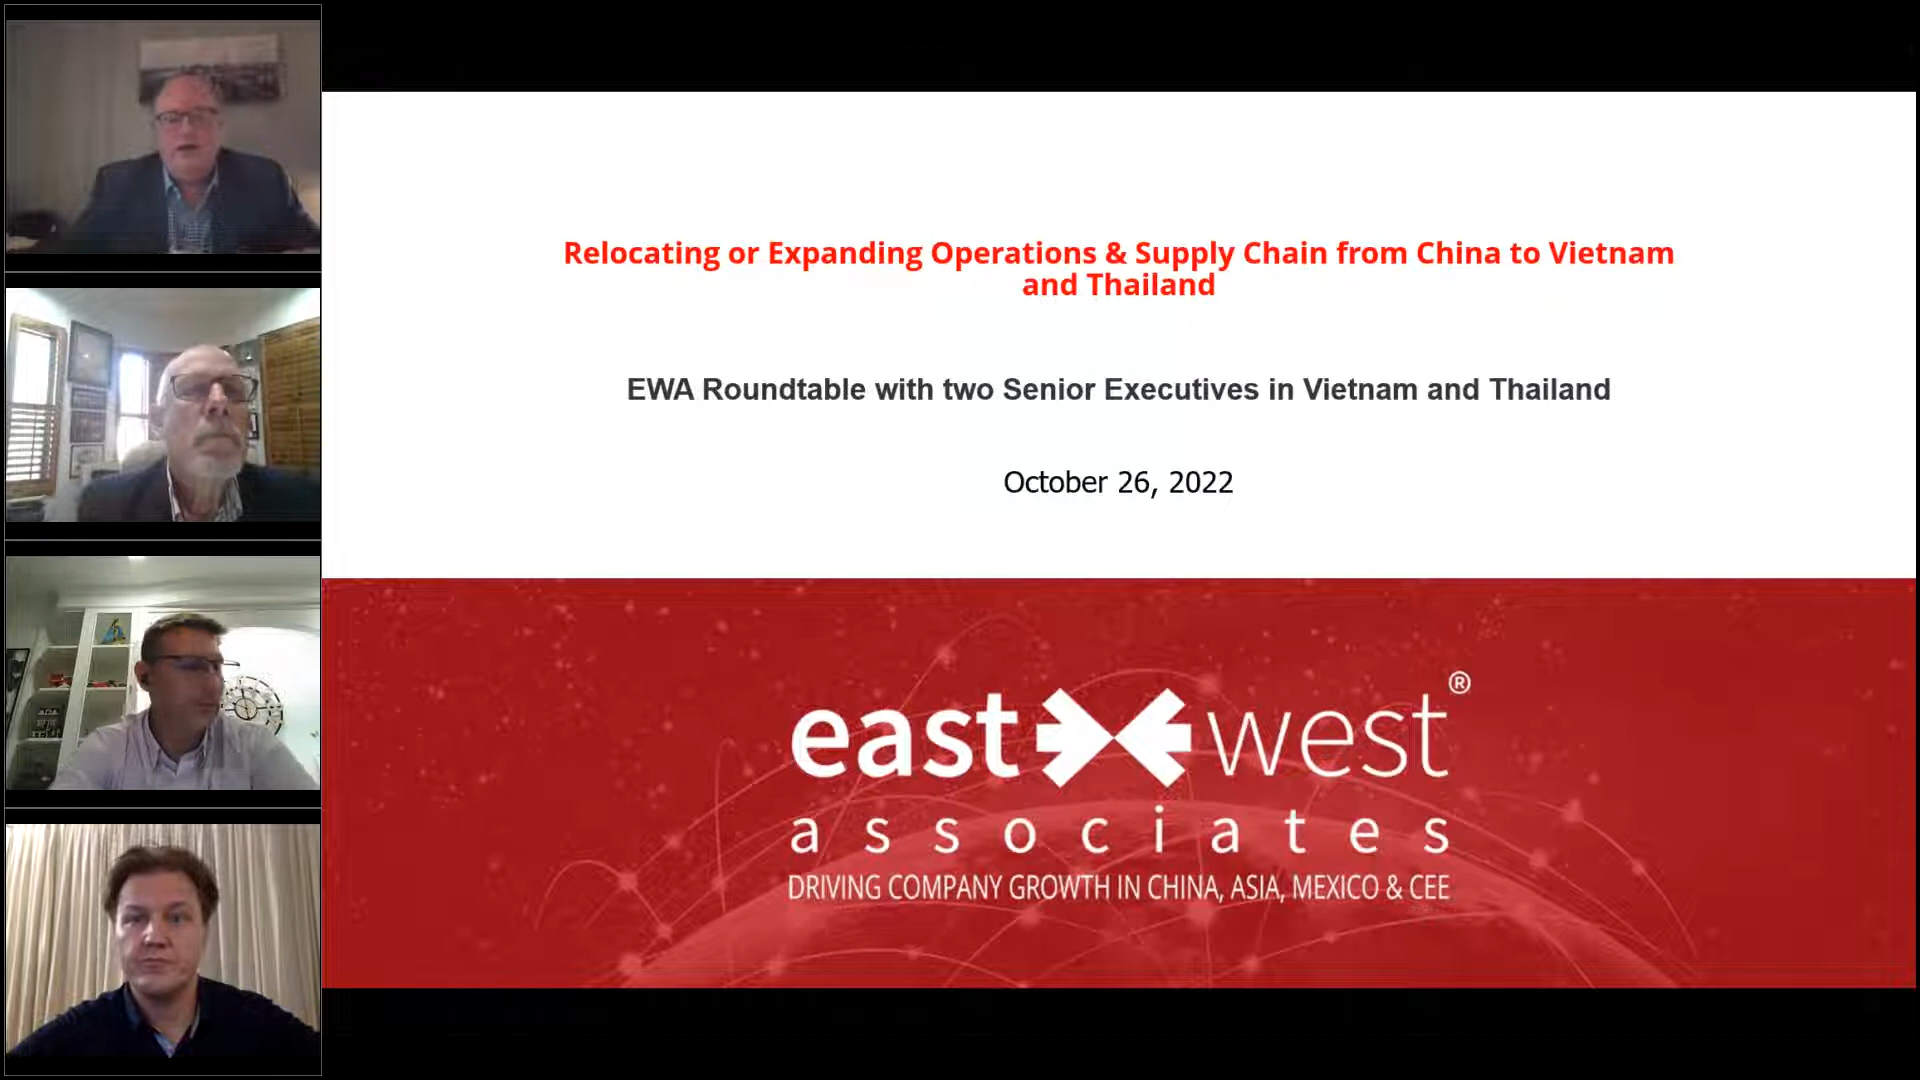 Relocating or Expanding Operations & Supply Chain from China to Vietnam
and Thailand
EWA Roundtable with two Senior Executives in Vietnam and Thailand
October 26, 2022
east west®
associates
DRIVING COMPANY GROWTH IN CHINA, ASIA, MEXICO & CEE